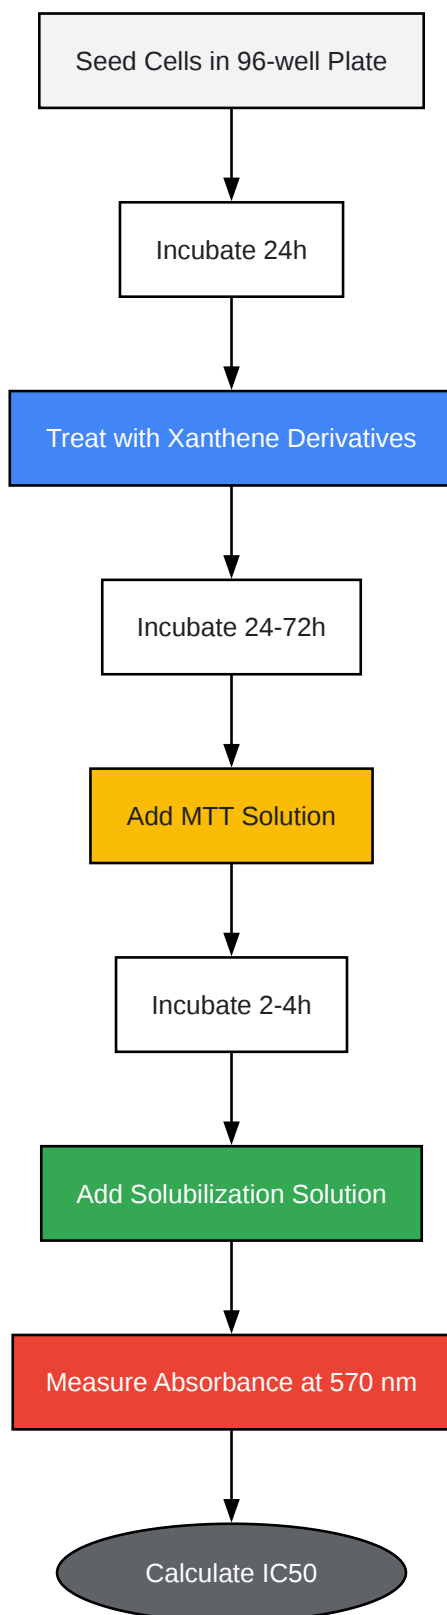 Seed Cells in 96-well Plate
Incubate 24h
Treat with Xanthene Derivatives
Incubate 24-72h
Add MTT Solution
Incubate 2-4h
Add Solubilization Solution
Measure Absorbance at 570 nm
Calculate IC50